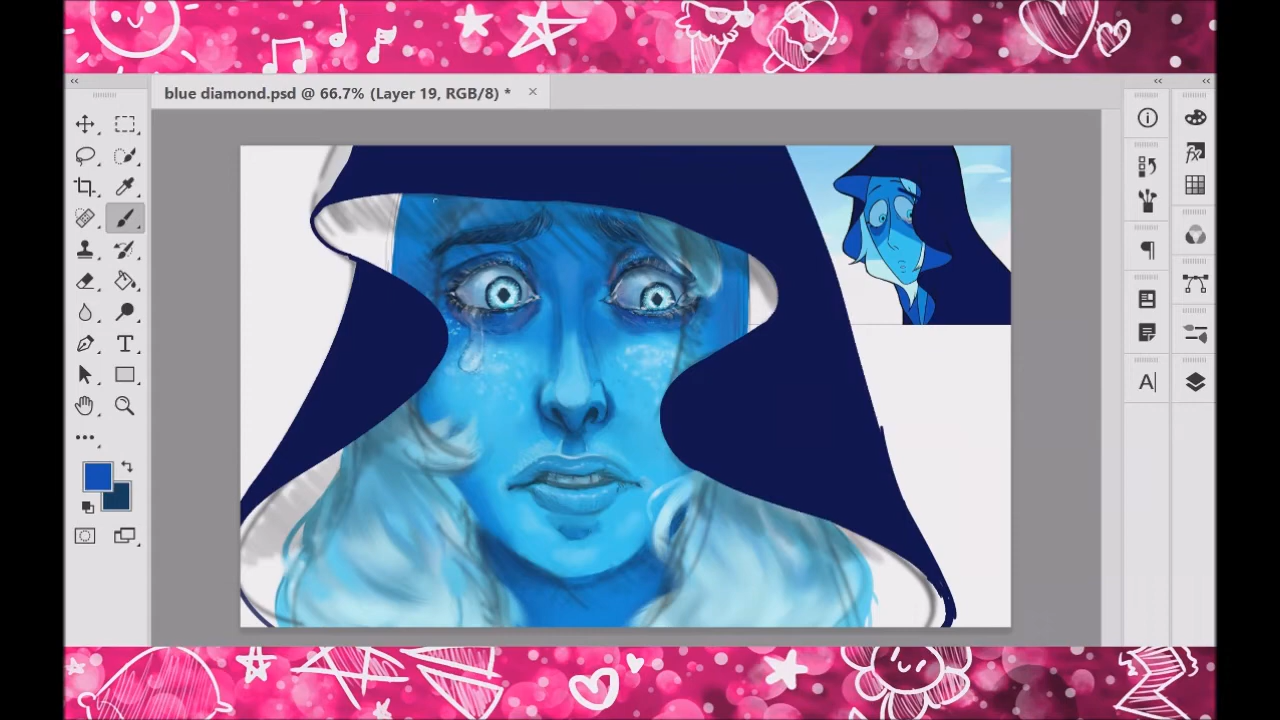 blue diamond.psd @ 66.7% (Layer 19, RGB/8) *